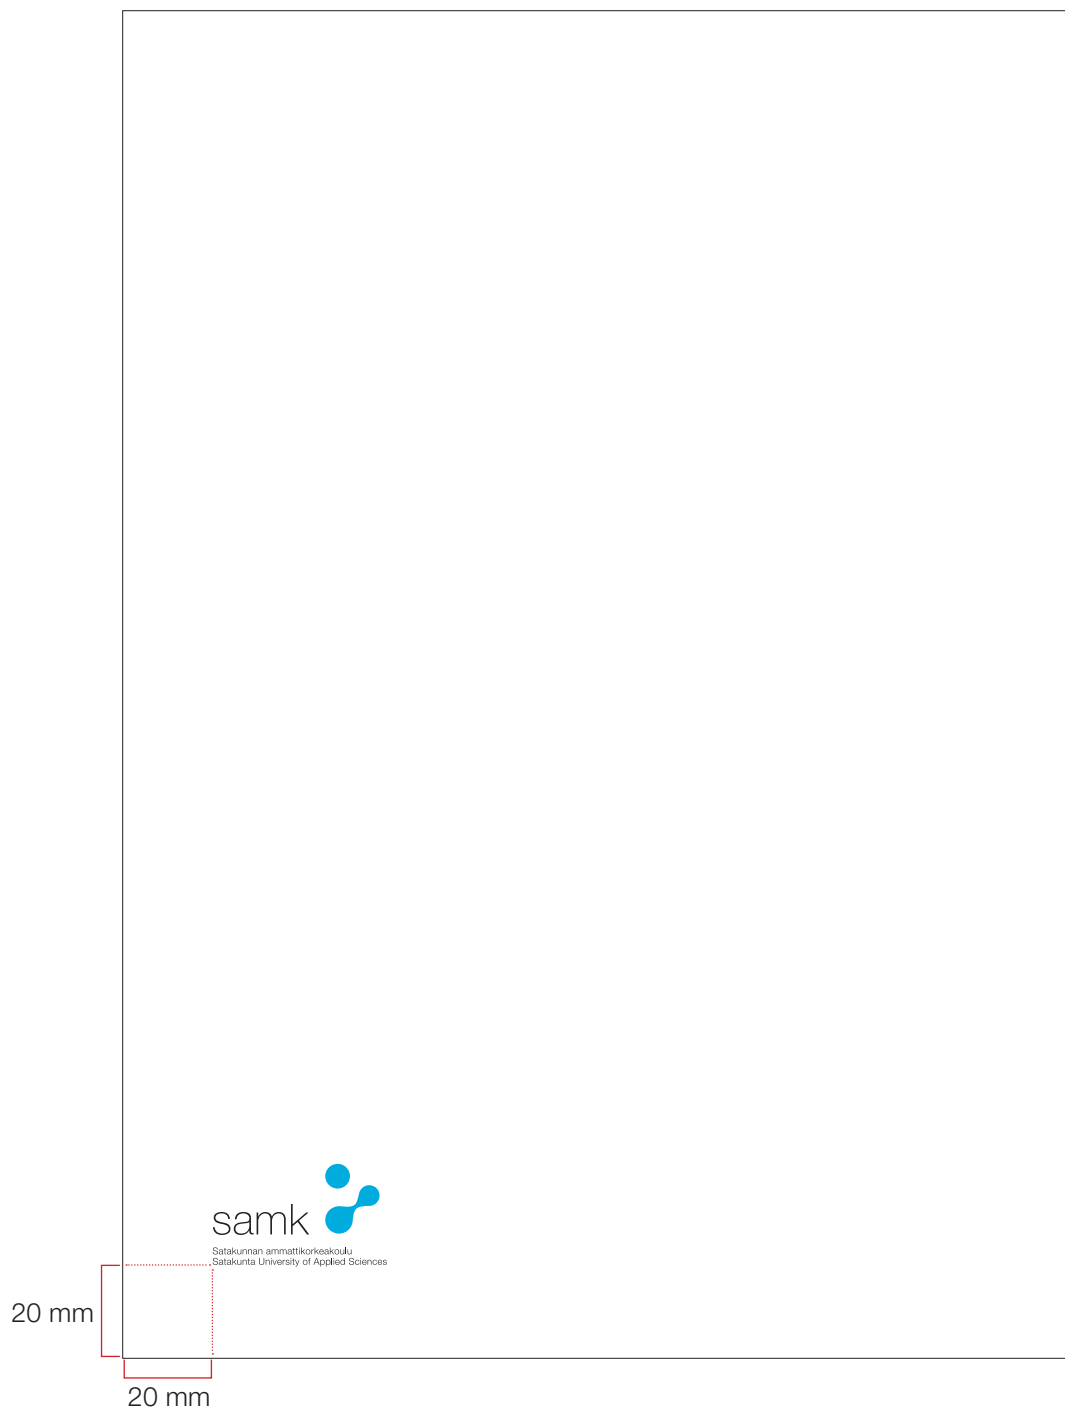 samk
Satakunnan ammattikorkeakoulu
Satakunta University of Applied Sciences
20 mm
20 mm